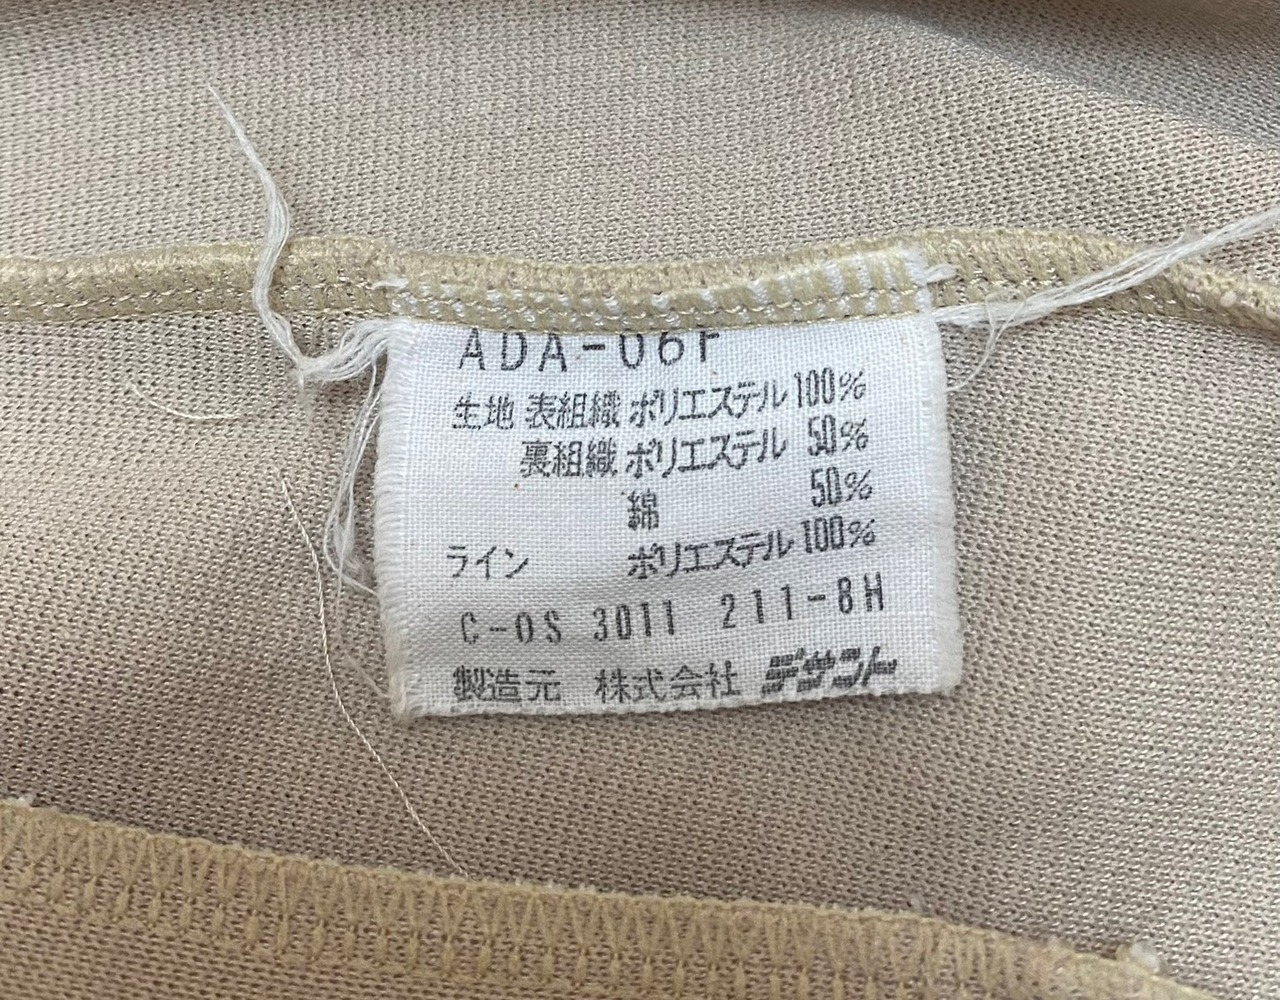 ADA-06F
生地 表組織 ポリエステル 100%
裏組織 ポリエステル 50%
綿 50%
ライン ポリエステル 100%
C-OS 3011 211-8H
製造元 株式会社 デサント